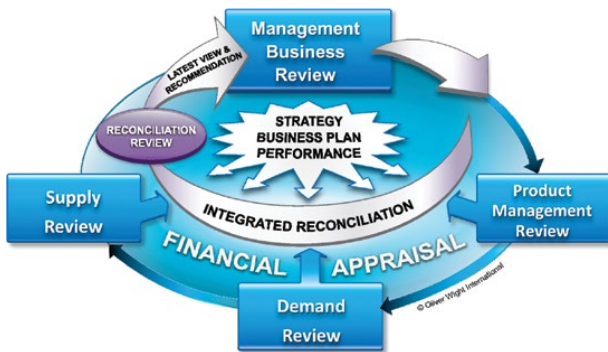 Management
Business
Review
LATEST VIEW &
RECOMMENDATION
RECONCILIATION
REVIEW
STRATEGY
BUSINESS PLAN
PERFORMANCE
Supply
Review
INTEGRATED RECONCILIATION
Product
Management
Review
FINANCIAL APPRAISAL
Demand
Review
© Oliver Wight International